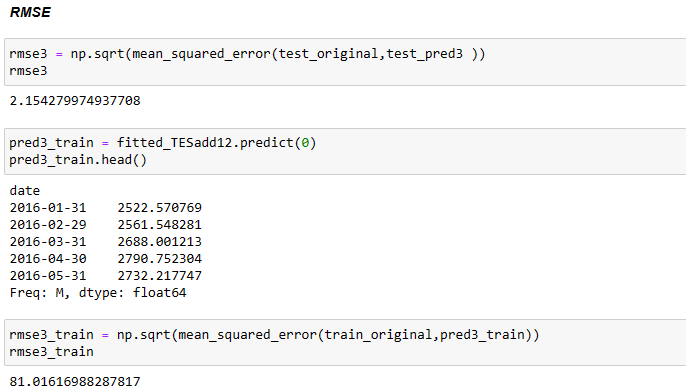 RMSE
rmse3 = np.sqrt(mean_squared_error(test_original,test_pred3 ))
rmse3
2.154279974937708
pred3_train = fitted_TESadd12.predict(0)
pred3_train.head()
date
2016-01-31    2522.570769
2016-02-29    2561.548281
2016-03-31    2688.001213
2016-04-30    2790.752304
2016-05-31    2732.217747
Freq: M, dtype: float64
rmse3_train = np.sqrt(mean_squared_error(train_original,pred3_train))
rmse3_train
81.01616988287817